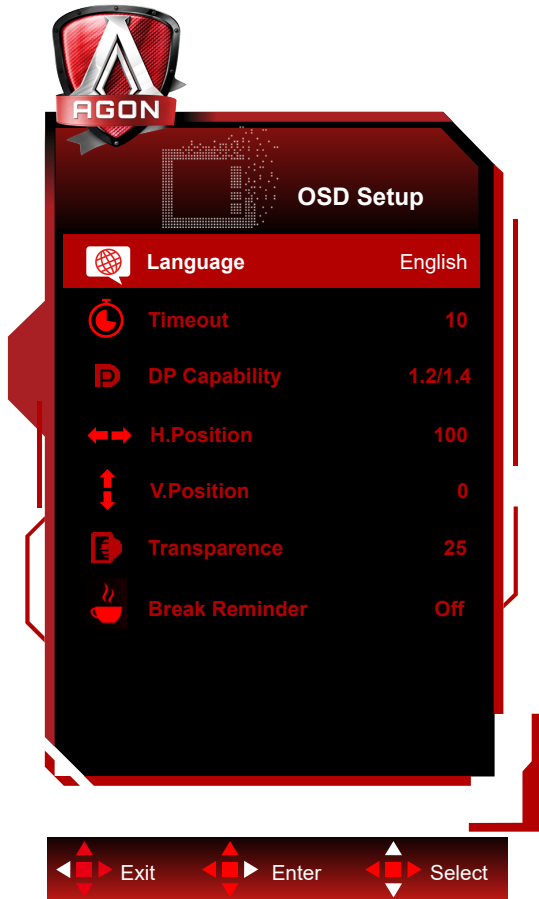 AGON
OSD Setup
Language English
Timeout 10
DP Capability 1.2/1.4
H.Position 100
V.Position 0
Transparence 25
Break Reminder Off
Exit Enter Select